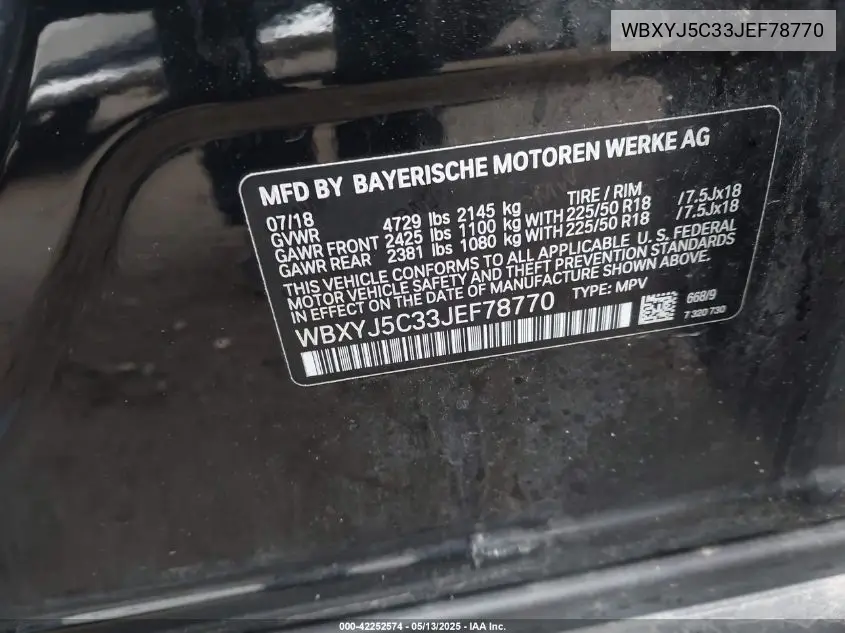 WBXYJ5C33JEF78770
MFD BY BAYERISCHE MOTOREN WERKE AG
07/18 TIRE / RIM
GVWR 4729 lbs 2145 kg
GAWR FRONT 2425 lbs 1100 kg WITH 225/50 R18 /7.5Jx18
GAWR REAR 2381 lbs 1080 kg WITH 225/50 R18 /7.5Jx18
THIS VEHICLE CONFORMS TO ALL APPLICABLE U.S. FEDERAL
MOTOR VEHICLE SAFETY AND THEFT PREVENTION STANDARDS
IN EFFECT ON THE DATE OF MANUFACTURE SHOWN ABOVE.
WBXYJ5C33JEF78770 TYPE: MPV
668/9
7 320 730
000-42252574 - 05/13/2025 - IAA Inc.